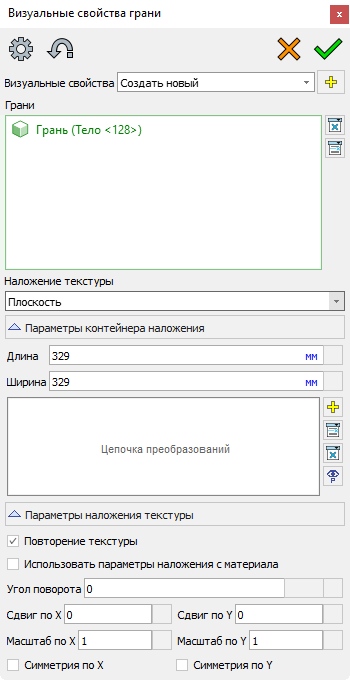 Визуальные свойства грани
Визуальные свойства Создать новый
Грани
Грань (Тело <128>)
Наложение текстуры
Плоскость
Параметры контейнера наложения
Длина 329 мм
Ширина 329 мм
Цепочка преобразований
P
Параметры наложения текстуры
Повторение текстуры
Использовать параметры наложения с материала
Угол поворота 0
Сдвиг по X 0 Сдвиг по Y 0
Масштаб по X 1 Масштаб по Y 1
Симметрия по X Симметрия по Y